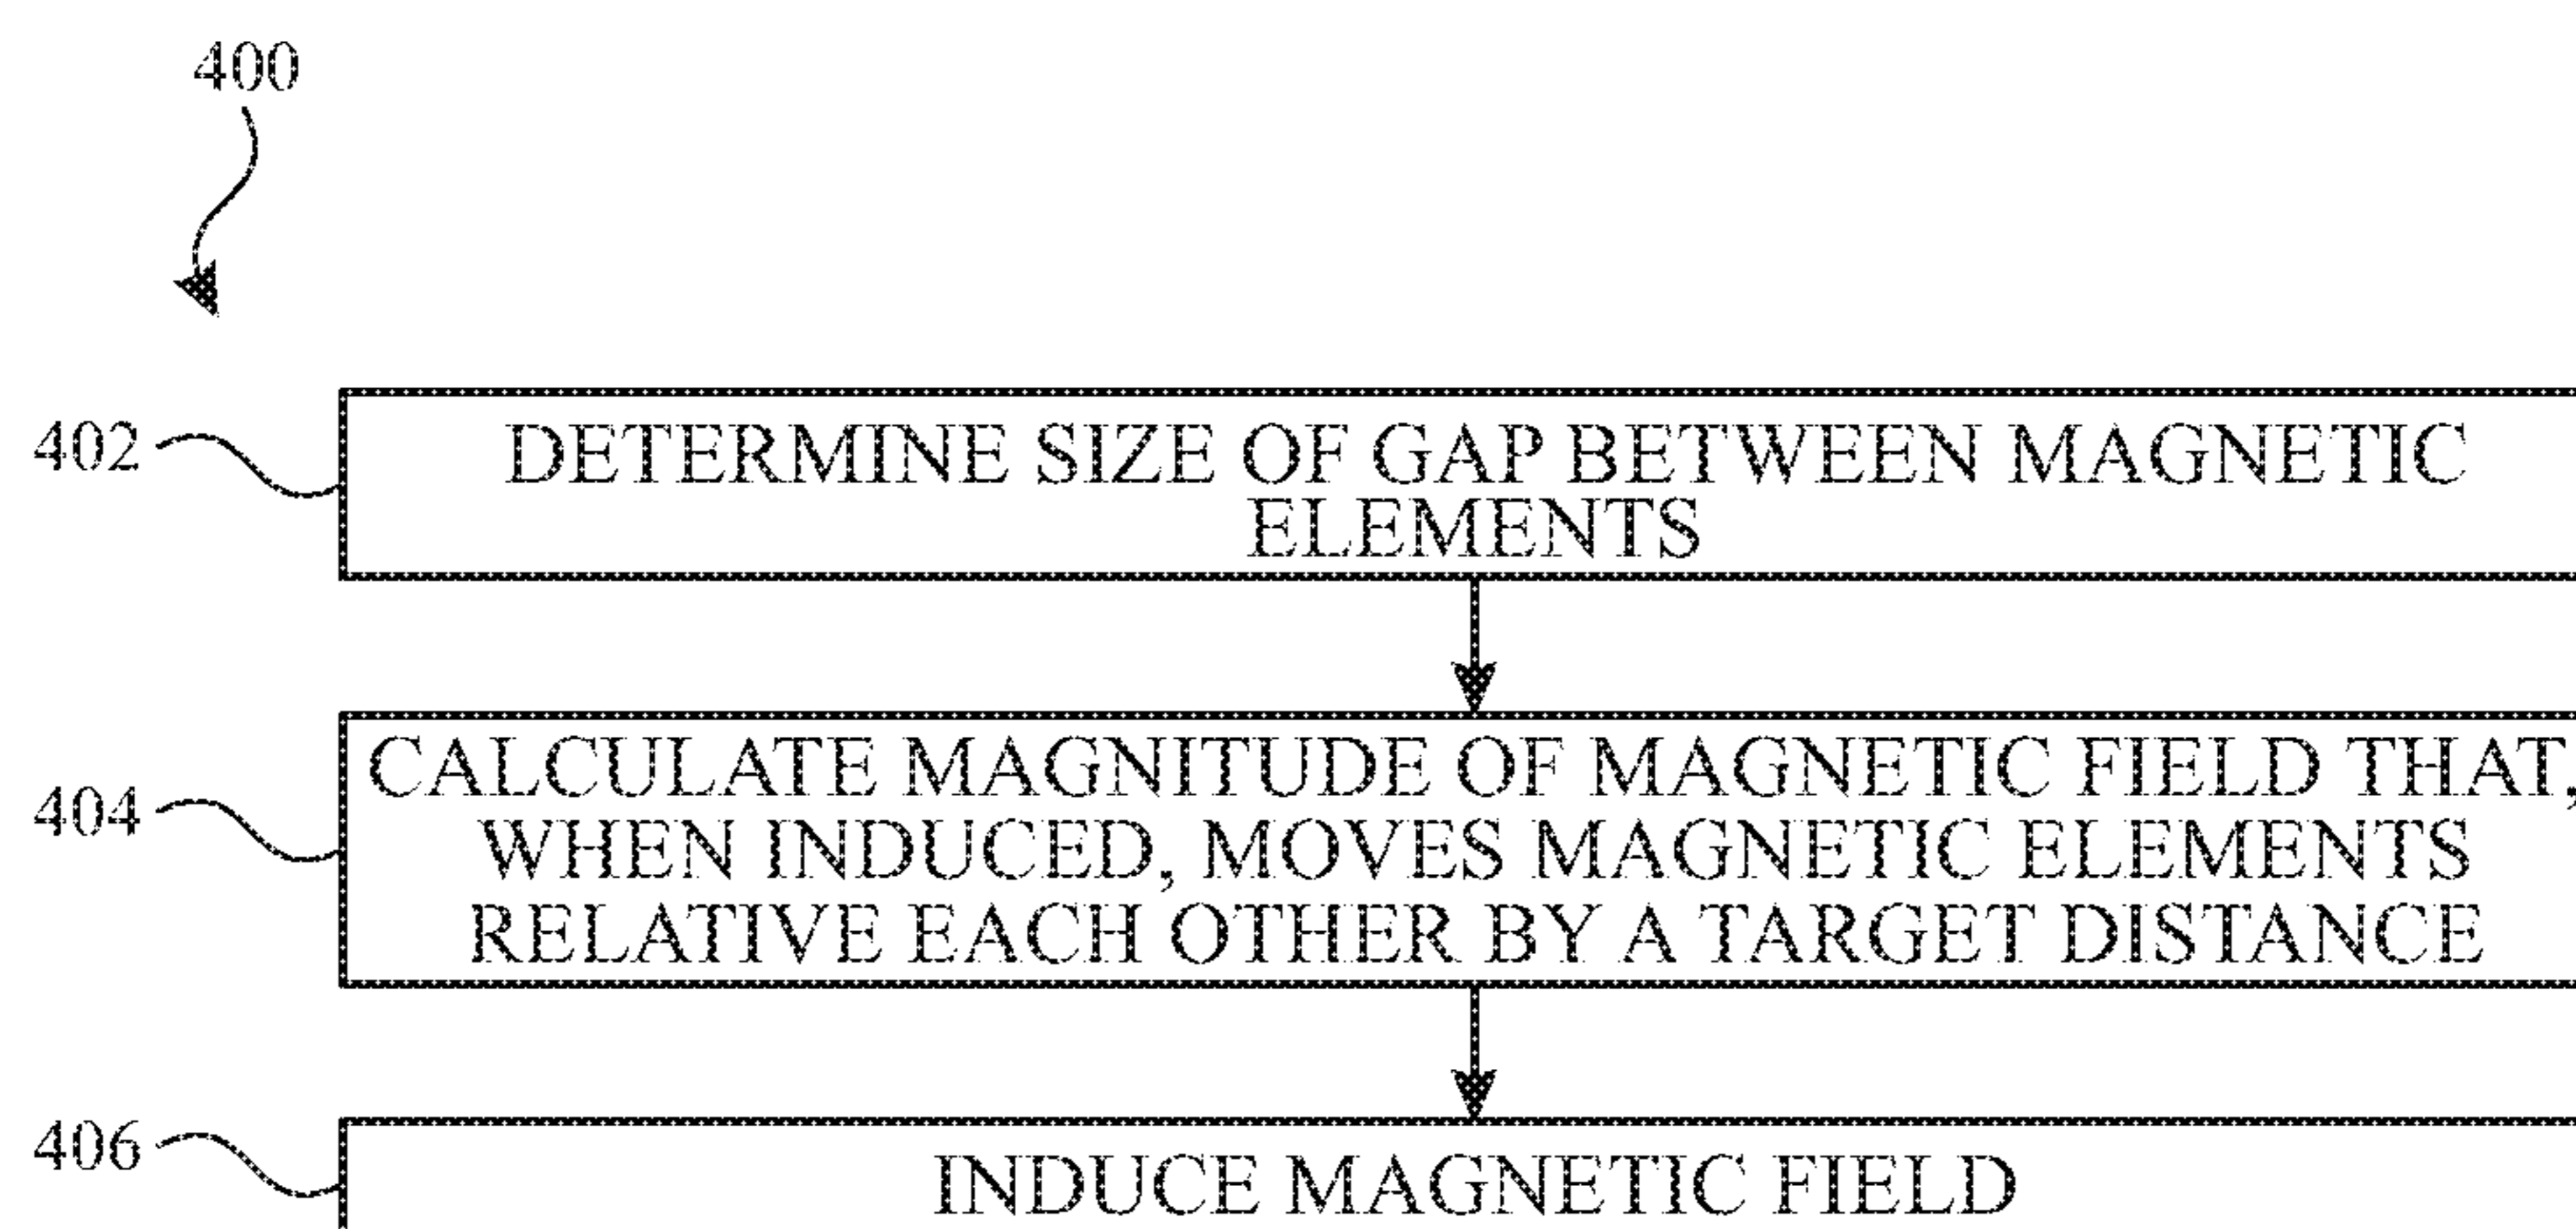 400
402
DETERMINE SIZE OF GAP BETWEEN MAGNETIC
ELEMENTS
404
CALCULATE MAGNITUDE OF MAGNETIC FIELD THAT,
WHEN INDUCED, MOVES MAGNETIC ELEMENTS
RELATIVE EACH OTHER BY A TARGET DISTANCE
406
INDUCE MAGNETIC FIELD